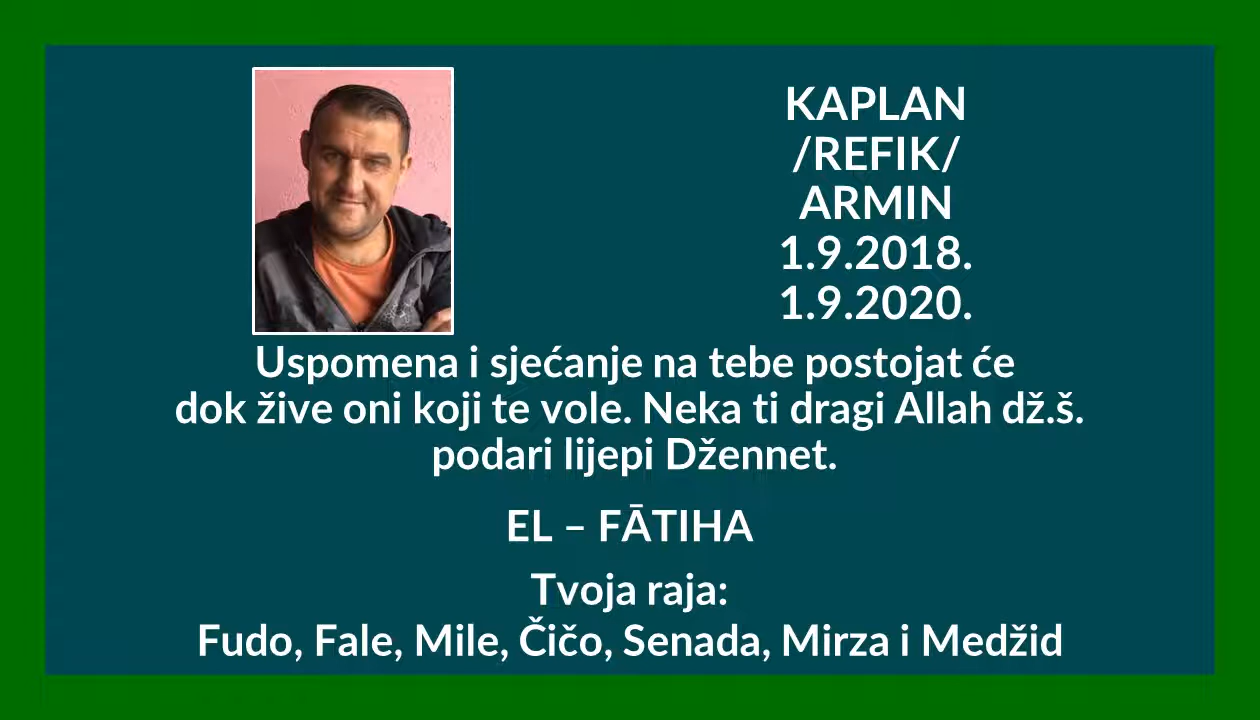 KAPLAN
/REFIK/
ARMIN
1.9.2018.
1.9.2020.
Uspomena i sjećanje na tebe postojat će
dok žive oni koji te vole. Neka ti dragi Allah dž.š.
podari lijepi Džennet.
EL – FĀTIHA
Tvoja raja:
Fudo, Fale, Mile, Čičo, Senada, Mirza i Medžid